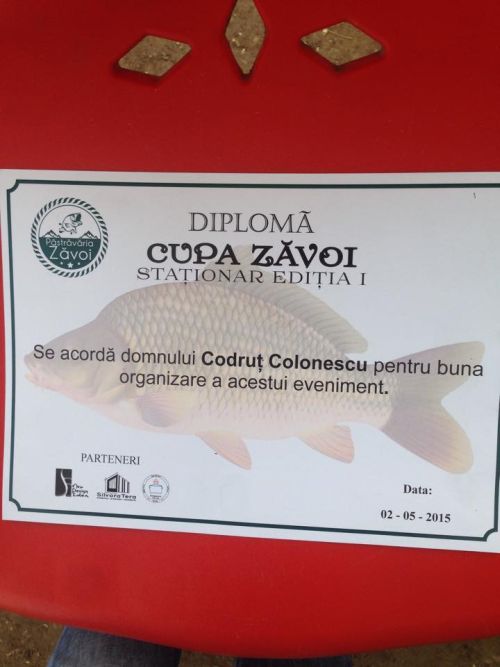 DIPLOMĂ
CUPA ZĂVOI
STAȚIONAR EDIȚIA I
Păstrăvăria
Zăvoi
Se acordă domnului Codruț Colonescu pentru buna
organizare a acestui eveniment.
PARTENERI
SilvoraTera
Data:
02 - 05 - 2015